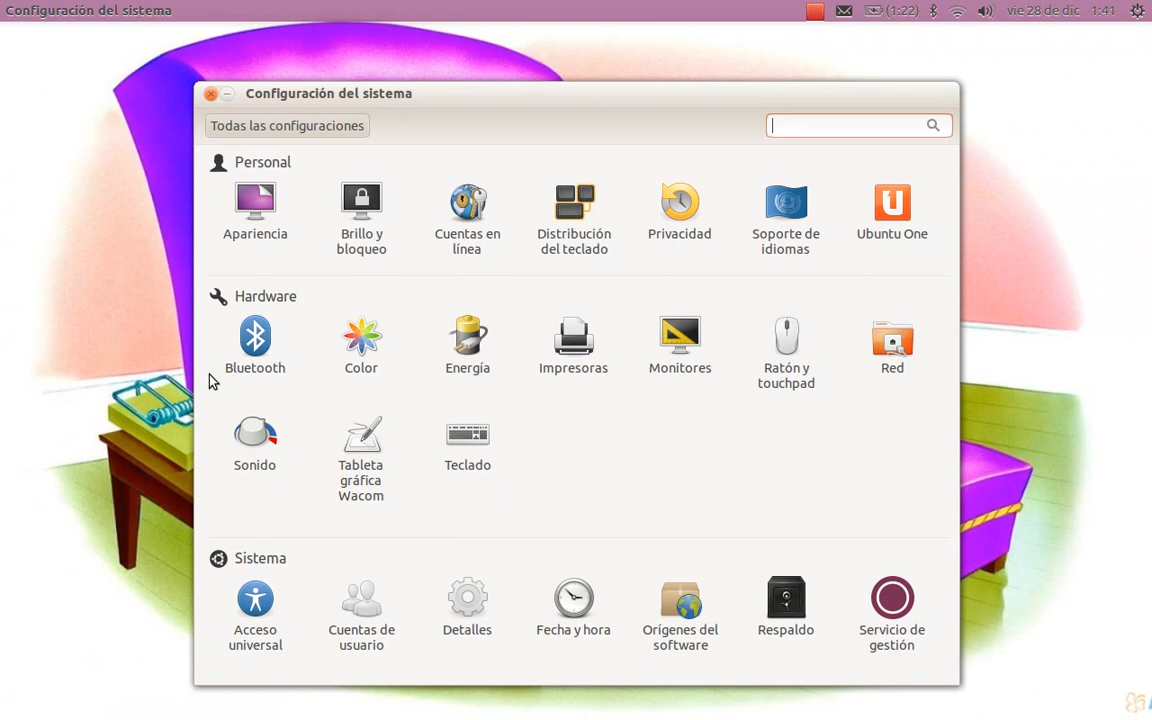 Configuración del sistema
(1:22) vie 28 de dic 1:41
Configuración del sistema
Todas las configuraciones
Personal
Apariencia
Brillo y
bloqueo
Cuentas en
línea
Distribución
del teclado
Privacidad
Soporte de
idiomas
Ubuntu One
Hardware
Bluetooth
Color
Energía
Impresoras
Monitores
Ratón y
touchpad
Red
Sonido
Tableta
gráfica
Wacom
Teclado
Sistema
Acceso
universal
Cuentas de
usuario
Detalles
Fecha y hora
Orígenes del
software
Respaldo
Servicio de
gestión